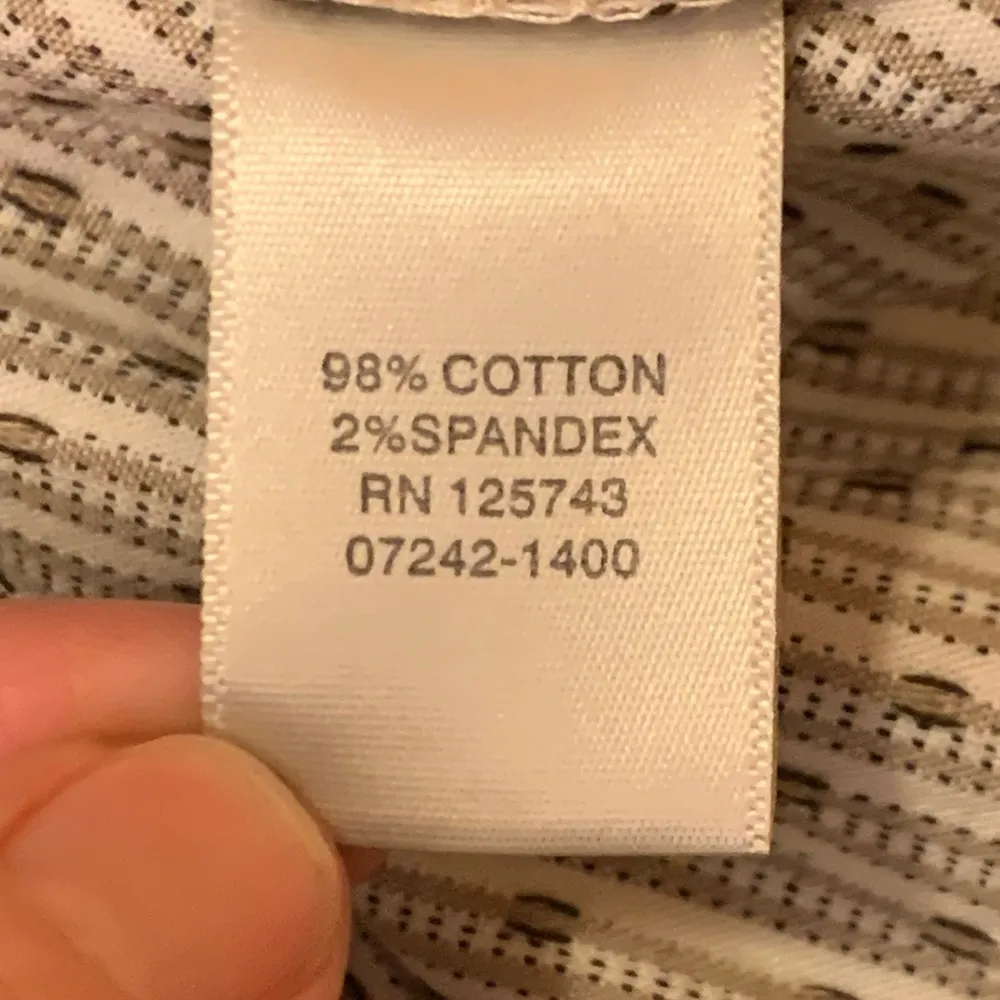 98% COTTON
2%SPANDEX
RN 125743
07242-1400